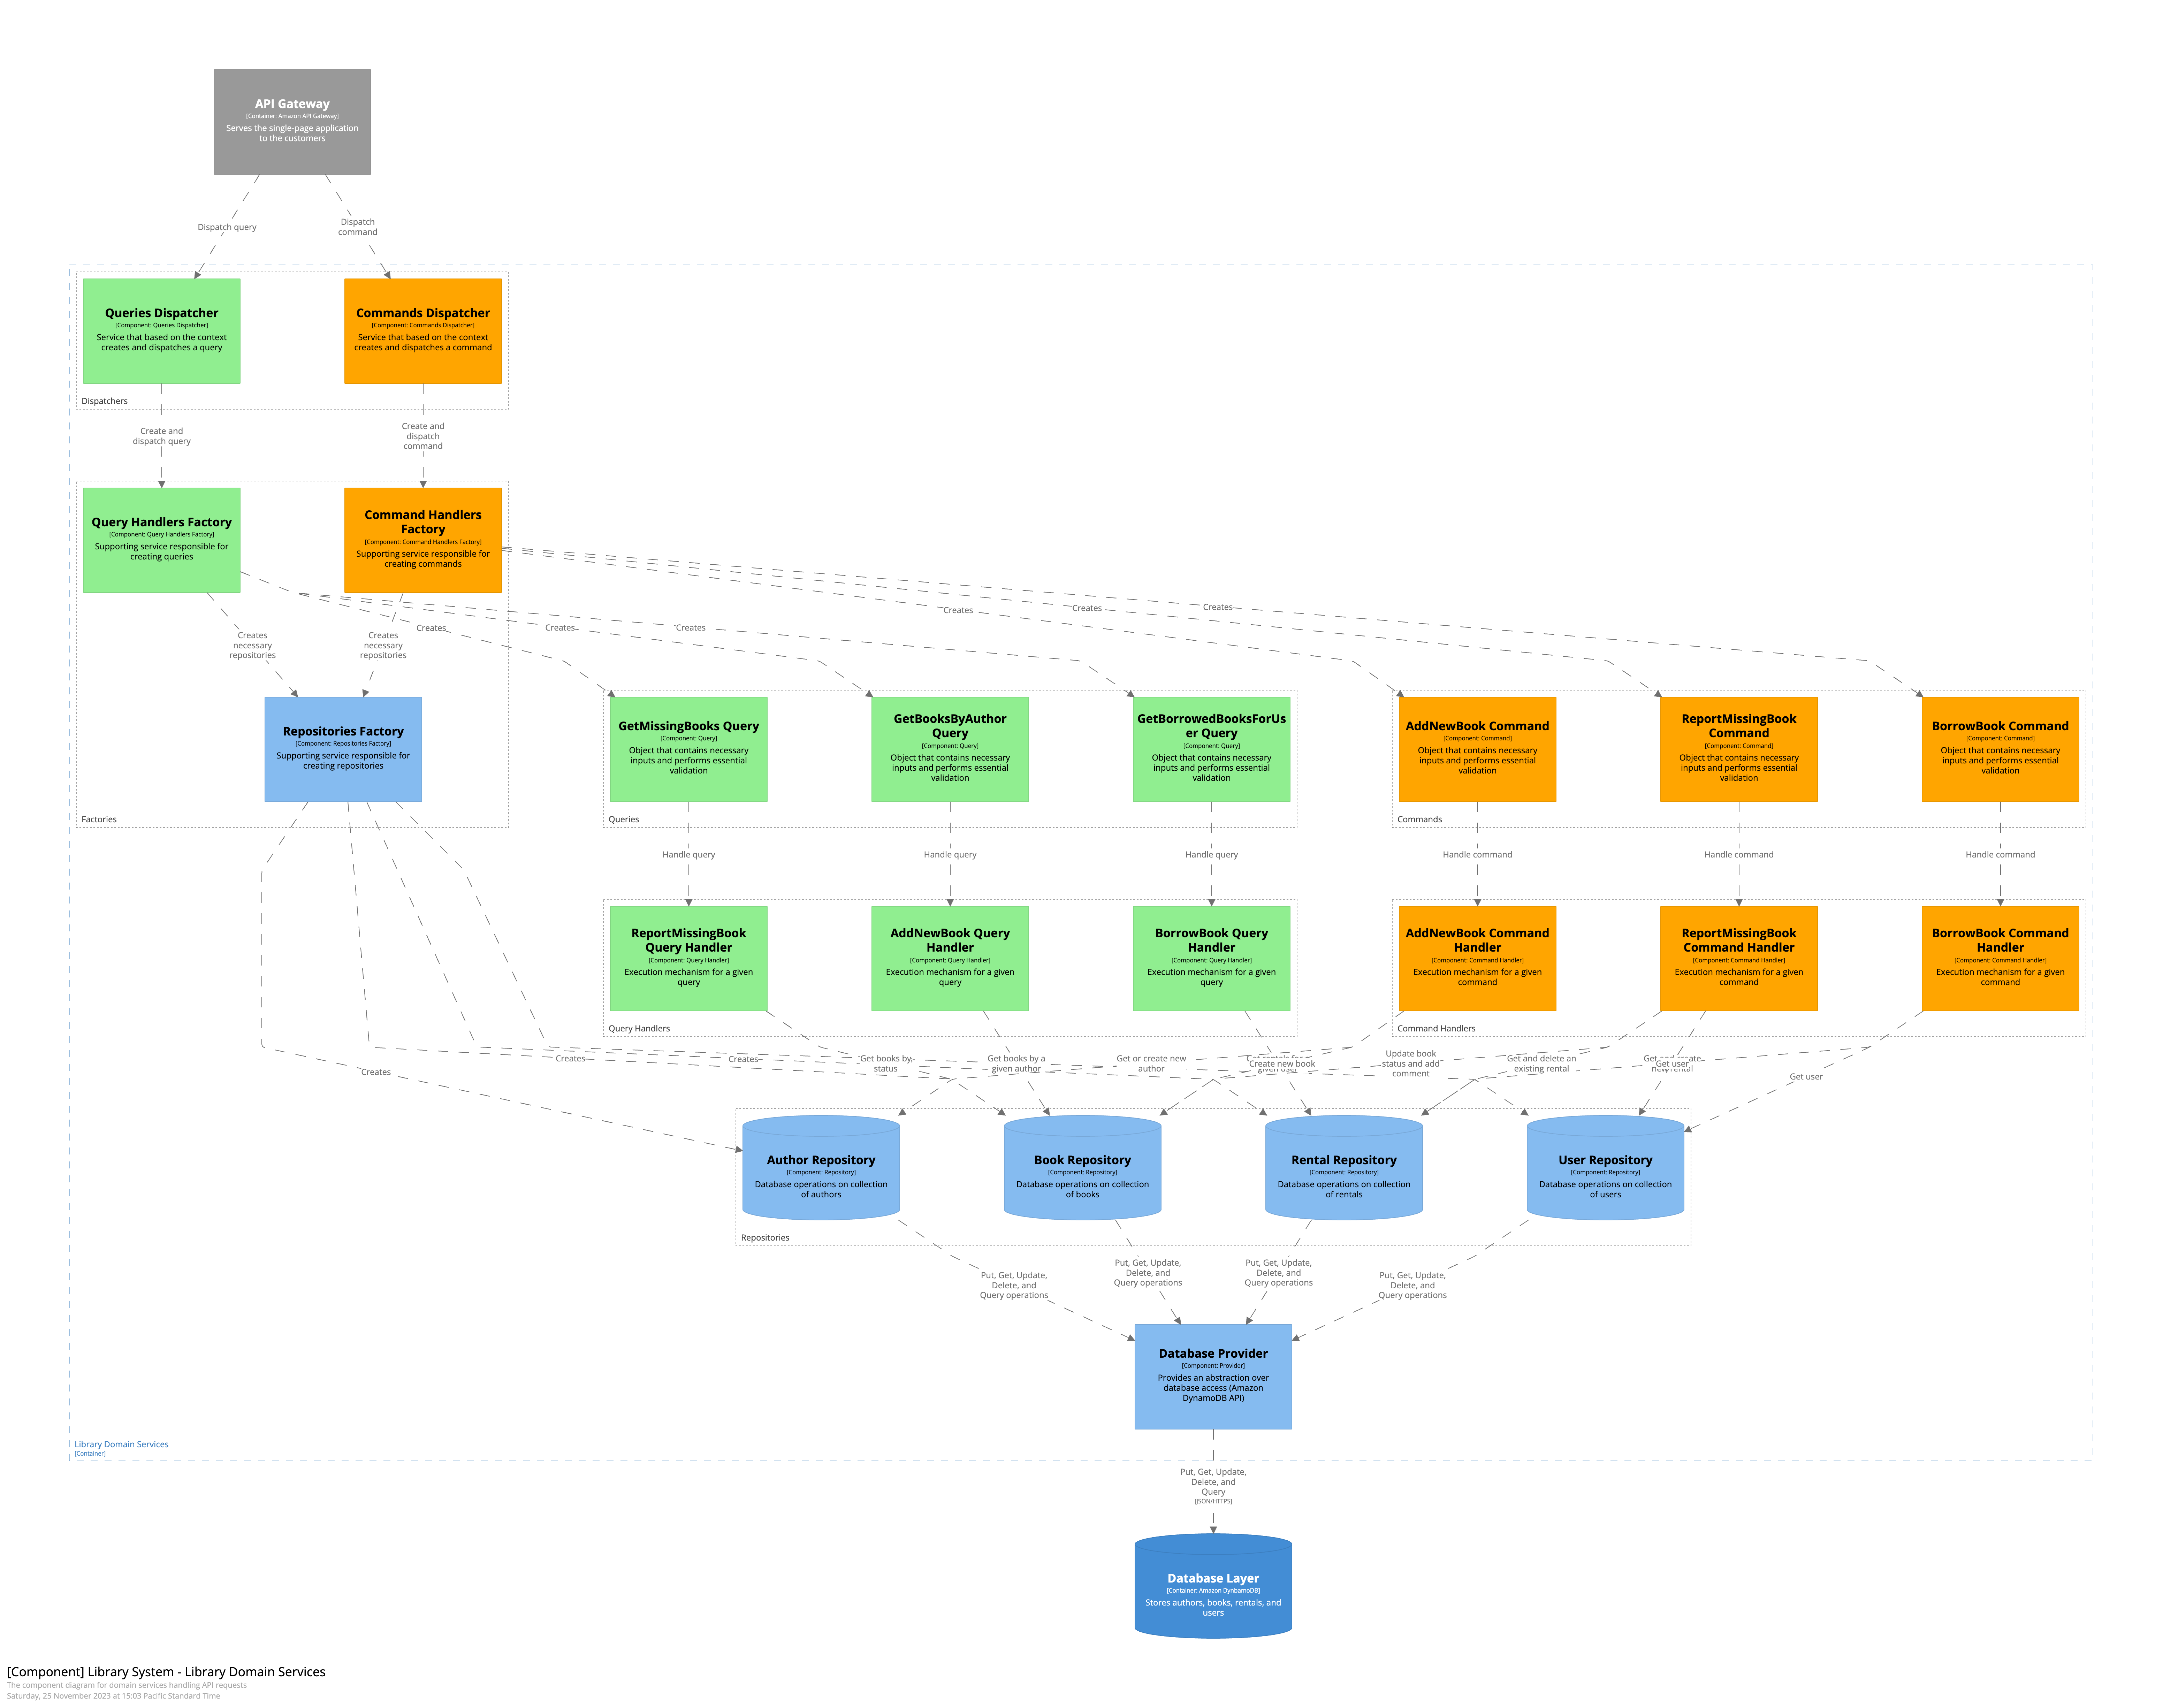 API Gateway
[Container: Amazon API Gateway]
Serves the single-page application
to the customers
Dispatch query
Dispatch
command
Queries Dispatcher
[Component: Queries Dispatcher]
Service that based on the context
creates and dispatches a query
Commands Dispatcher
[Component: Commands Dispatcher]
Service that based on the context
creates and dispatches a command
Dispatchers
Create and
dispatch query
Create and
dispatch
command
Query Handlers Factory
[Component: Query Handlers Factory]
Supporting service responsible for
creating queries
Command Handlers
Factory
[Component: Command Handlers Factory]
Supporting service responsible for
creating commands
Creates
necessary
repositories
Creates
necessary
repositories
Creates
Creates
Creates
Creates
Creates
Creates
Repositories Factory
[Component: Repositories Factory]
Supporting service responsible for
creating repositories
Factories
GetMissingBooks Query
[Component: Query]
Object that contains necessary
inputs and performs essential
validation
GetBooksByAuthor
Query
[Component: Query]
Object that contains necessary
inputs and performs essential
validation
GetBorrowedBooksForUs
er Query
[Component: Query]
Object that contains necessary
inputs and performs essential
validation
Queries
AddNewBook Command
[Component: Command]
Object that contains necessary
inputs and performs essential
validation
ReportMissingBook
Command
[Component: Command]
Object that contains necessary
inputs and performs essential
validation
BorrowBook Command
[Component: Command]
Object that contains necessary
inputs and performs essential
validation
Commands
Handle query
Handle query
Handle query
Handle command
Handle command
Handle command
ReportMissingBook
Query Handler
[Component: Query Handler]
Execution mechanism for a given
query
AddNewBook Query
Handler
[Component: Query Handler]
Execution mechanism for a given
query
BorrowBook Query
Handler
[Component: Query Handler]
Execution mechanism for a given
query
Query Handlers
AddNewBook Command
Handler
[Component: Command Handler]
Execution mechanism for a given
command
ReportMissingBook
Command Handler
[Component: Command Handler]
Execution mechanism for a given
command
BorrowBook Command
Handler
[Component: Command Handler]
Execution mechanism for a given
command
Command Handlers
Creates
Creates
Creates
Get books by
status
Get books by a
given author
Get or create new
author
Create new book
given user
Update book
status and add
comment
Get and delete an
existing rental
Get user
new rental
Get user
Author Repository
[Component: Repository]
Database operations on collection
of authors
Book Repository
[Component: Repository]
Database operations on collection
of books
Rental Repository
[Component: Repository]
Database operations on collection
of rentals
User Repository
[Component: Repository]
Database operations on collection
of users
Repositories
Put, Get, Update,
Delete, and
Query operations
Put, Get, Update,
Delete, and
Query operations
Put, Get, Update,
Delete, and
Query operations
Put, Get, Update,
Delete, and
Query operations
Database Provider
[Component: Provider]
Provides an abstraction over
database access (Amazon
DynamoDB API)
Library Domain Services
[Container]
Put, Get, Update,
Delete, and
Query
[JSON/HTTPS]
Database Layer
[Container: Amazon DynbamoDB]
Stores authors, books, rentals, and
users
[Component] Library System - Library Domain Services
The component diagram for domain services handling API requests
Saturday, 25 November 2023 at 15:03 Pacific Standard Time